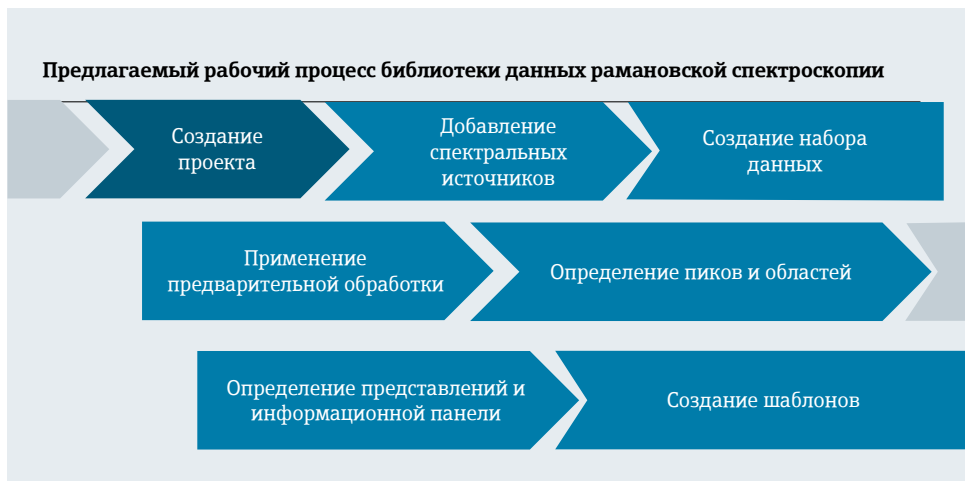 Предлагаемый рабочий процесс библиотеки данных рамановской спектроскопии
Создание
проекта
Добавление
спектральных
источников
Создание набора
данных
Применение
предварительной обработки
Определение пиков и областей
Определение представлений и
информационной панели
Создание шаблонов